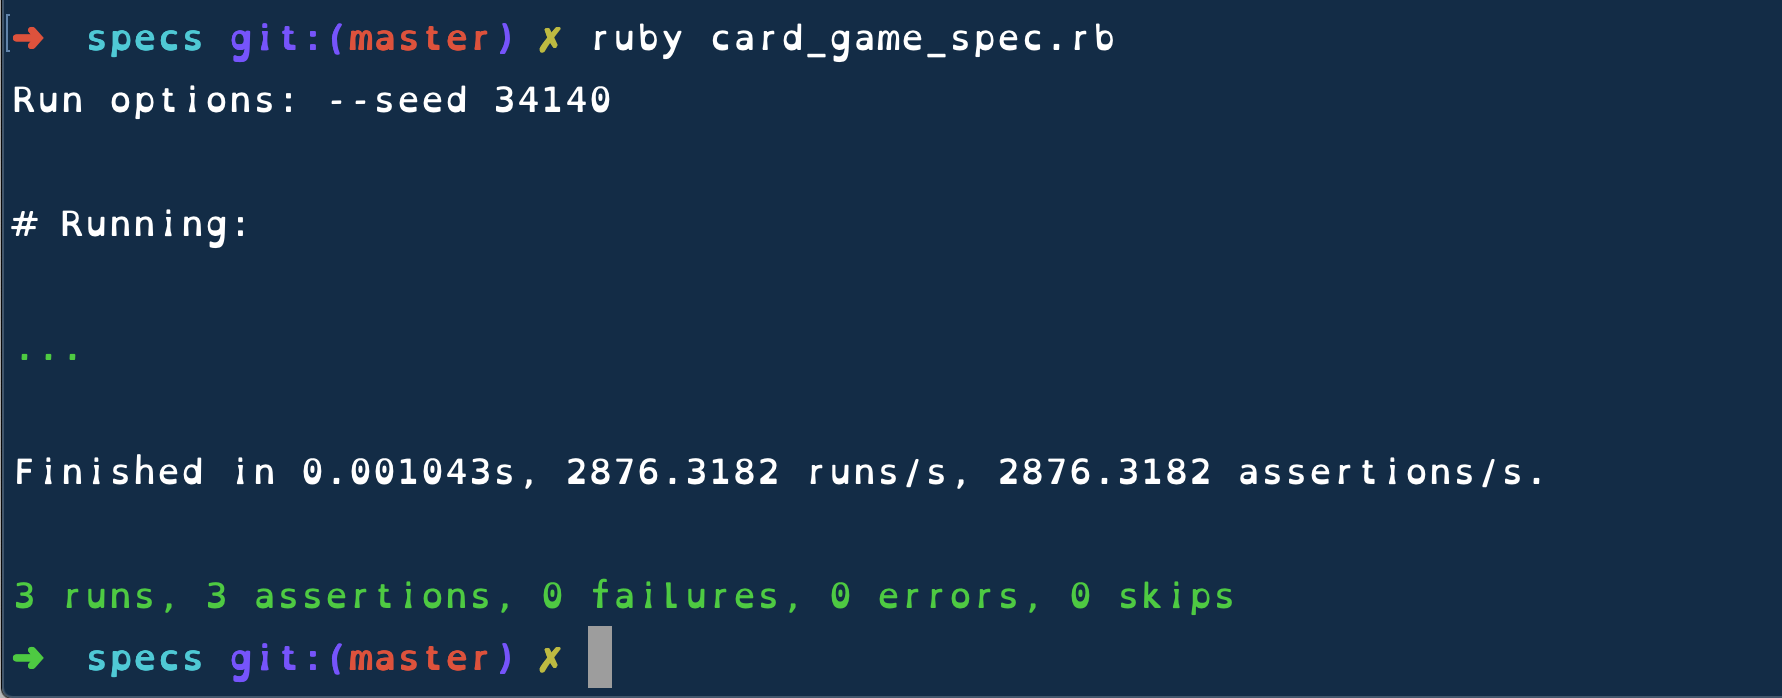 ➜ specs git:(master) ✗ ruby card_game_spec.rb
Run options: --seed 34140
# Running:
...
Finished in 0.001043s, 2876.3182 runs/s, 2876.3182 assertions/s.
3 runs, 3 assertions, 0 failures, 0 errors, 0 skips
➜ specs git:(master) ✗